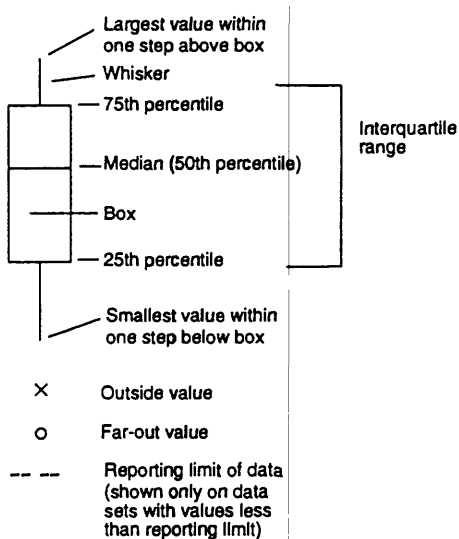 Largest value within
one step above box
Whisker
75th percentile
Median (50th percentile)
Interquartile
range
Box
25th percentile
Smallest value within
one step below box
Outside value
Far-out value
Reporting limit of data
(shown only on data
sets with values less
than reporting limit)